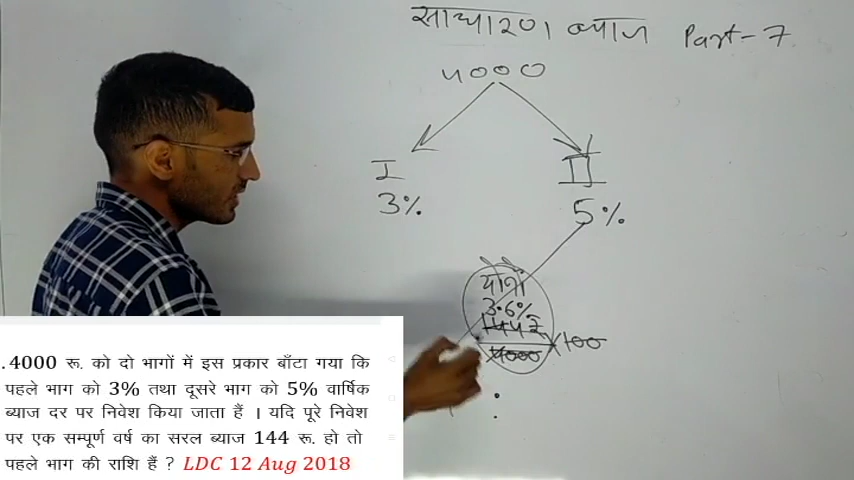 साधारण ब्याज Part-7
4000
I II
3% 5%
3.6%
144
4000 ×100
.4000 रू. को दो भागों में इस प्रकार बाँटा गया कि
पहले भाग को 3% तथा दूसरे भाग को 5% वार्षिक
ब्याज दर पर निवेश किया जाता हैं । यदि पूरे निवेश
पर एक सम्पूर्ण वर्ष का सरल ब्याज 144 रू. हो तो
पहले भाग की राशि हैं ? LDC 12 Aug 2018